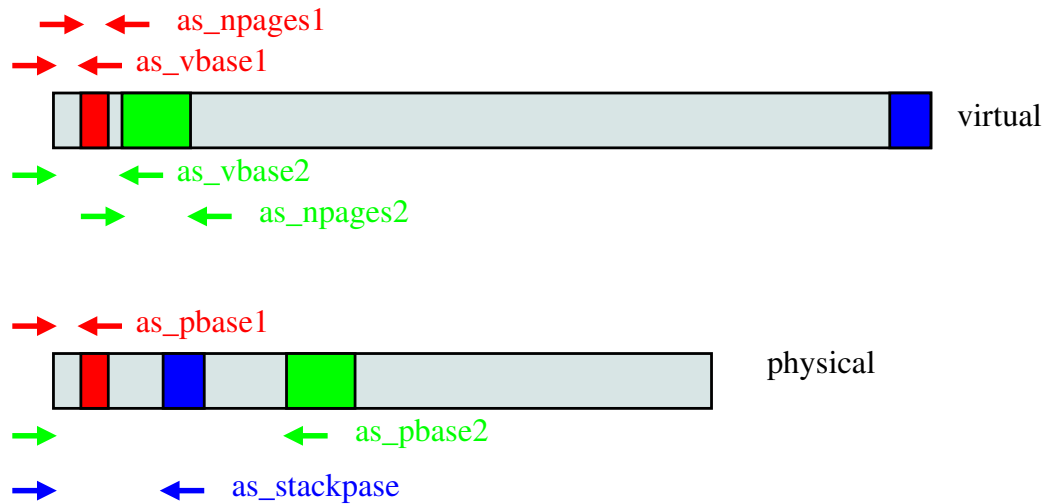 as_npages1
as_vbase1
virtual
as_vbase2
as_npages2
as_pbase1
physical
as_pbase2
as_stackpase